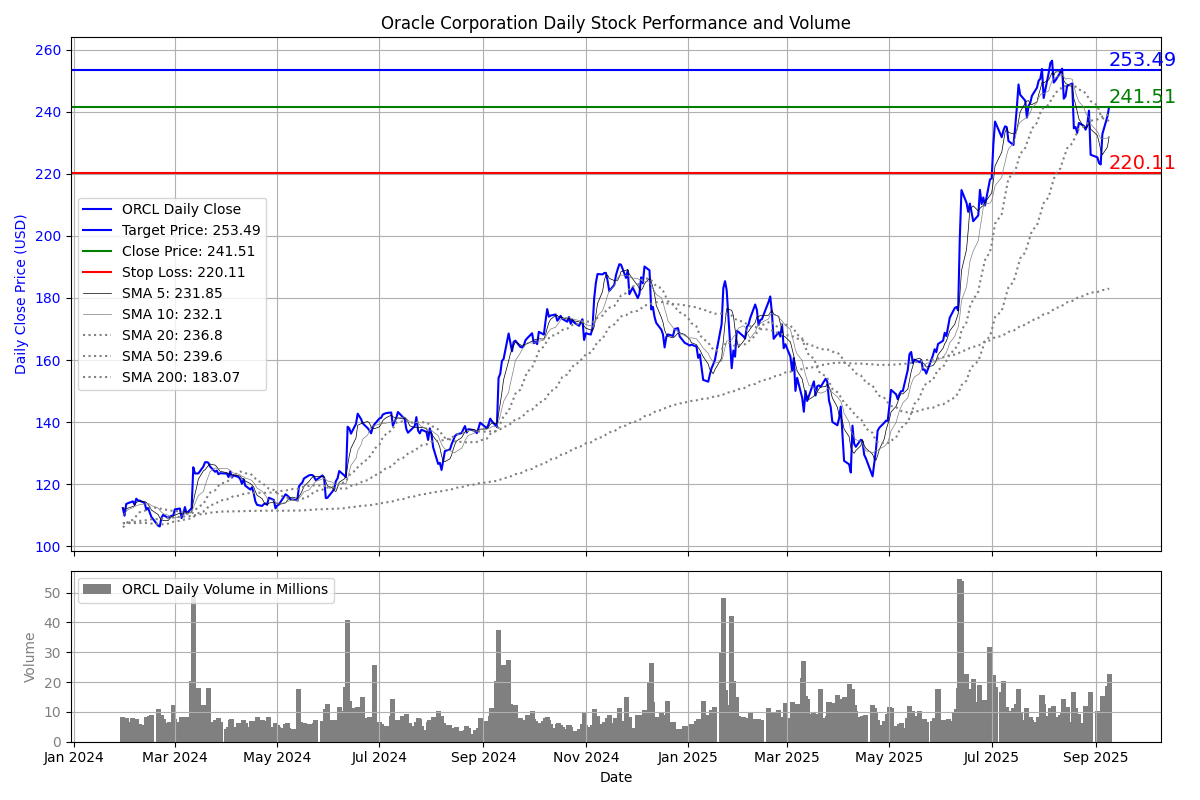 Oracle Corporation Daily Stock Performance and Volume
260
240
220
200
180
160
140
120
100
Daily Close Price (USD)
253.49
241.51
220.11
ORCL Daily Close
Target Price: 253.49
Close Price: 241.51
Stop Loss: 220.11
SMA 5: 231.85
SMA 10: 232.1
SMA 20: 236.8
SMA 50: 239.6
SMA 200: 183.07
ORCL Daily Volume in Millions
50
40
30
20
10
0
Volume
Jan 2024
Mar 2024
May 2024
Jul 2024
Sep 2024
Nov 2024
Jan 2025
Mar 2025
May 2025
Jul 2025
Sep 2025
Date